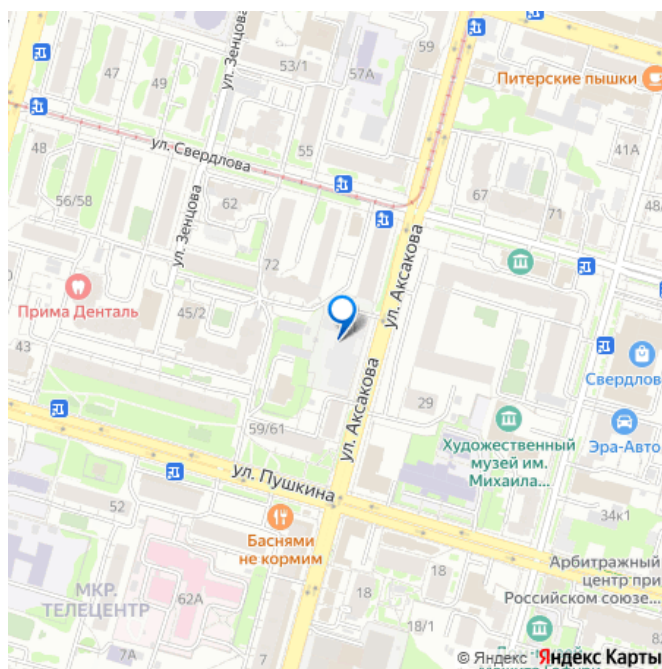 59
53/1
57А
ул. Зенцова
47
49
Питерские пышки
ул. Свердлова
55
48
41А
56/58
62
67
71
48/
ул. Зенцова
72
ул. Аксакова
Прима Денталь
45/2
43
Свердлов
ул. Аксакова
29
59/61
Художественный
музей им.
Михаила...
Эра-Авто
ул. Пушкина
52
34к1
Баснями
не кормим
Арбитражный
центр при
Российском союзе...
МКР.
ТЕЛЕЦЕНТР
62А
18
18
18/1
7А
7
8
© Яндекс Яндекс Карты